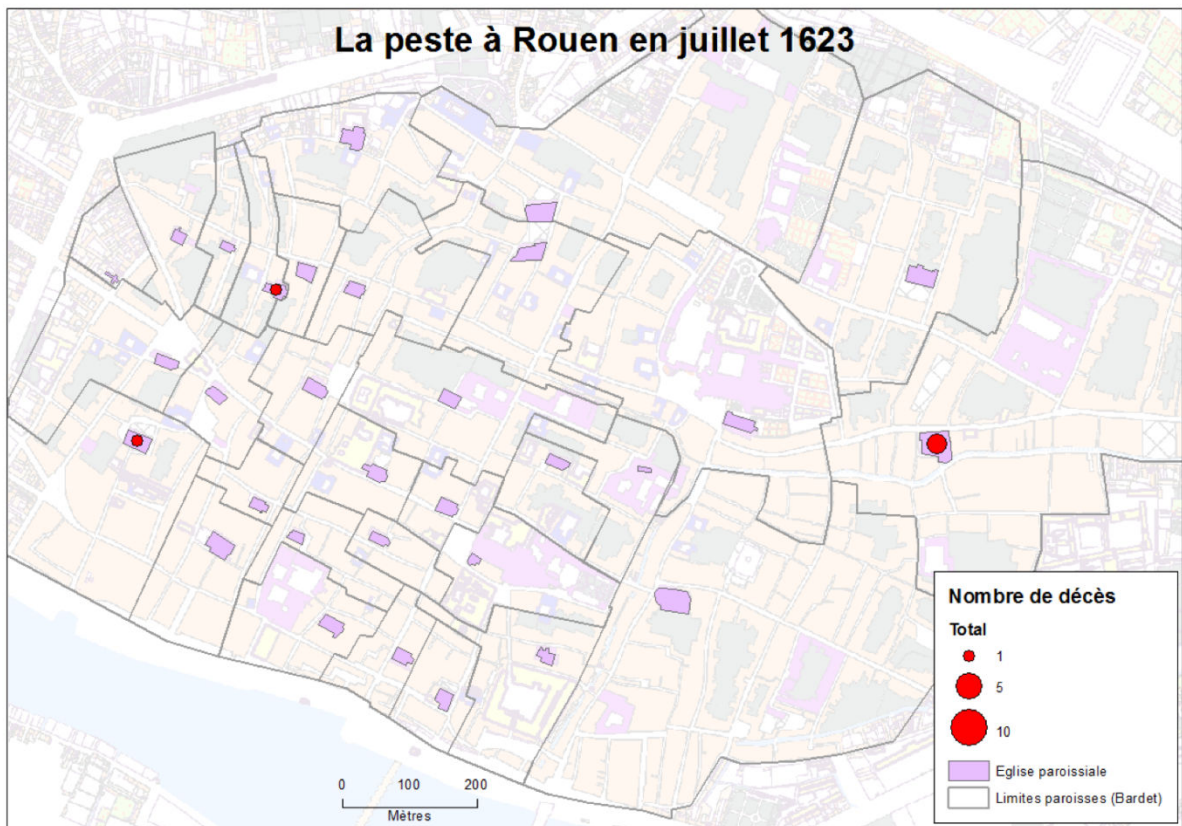 La peste à Rouen en juillet 1623
Nombre de décès
Total
1
5
10
Eglise paroissiale
Limites paroisses (Bardet)
0 100 200
Mètres